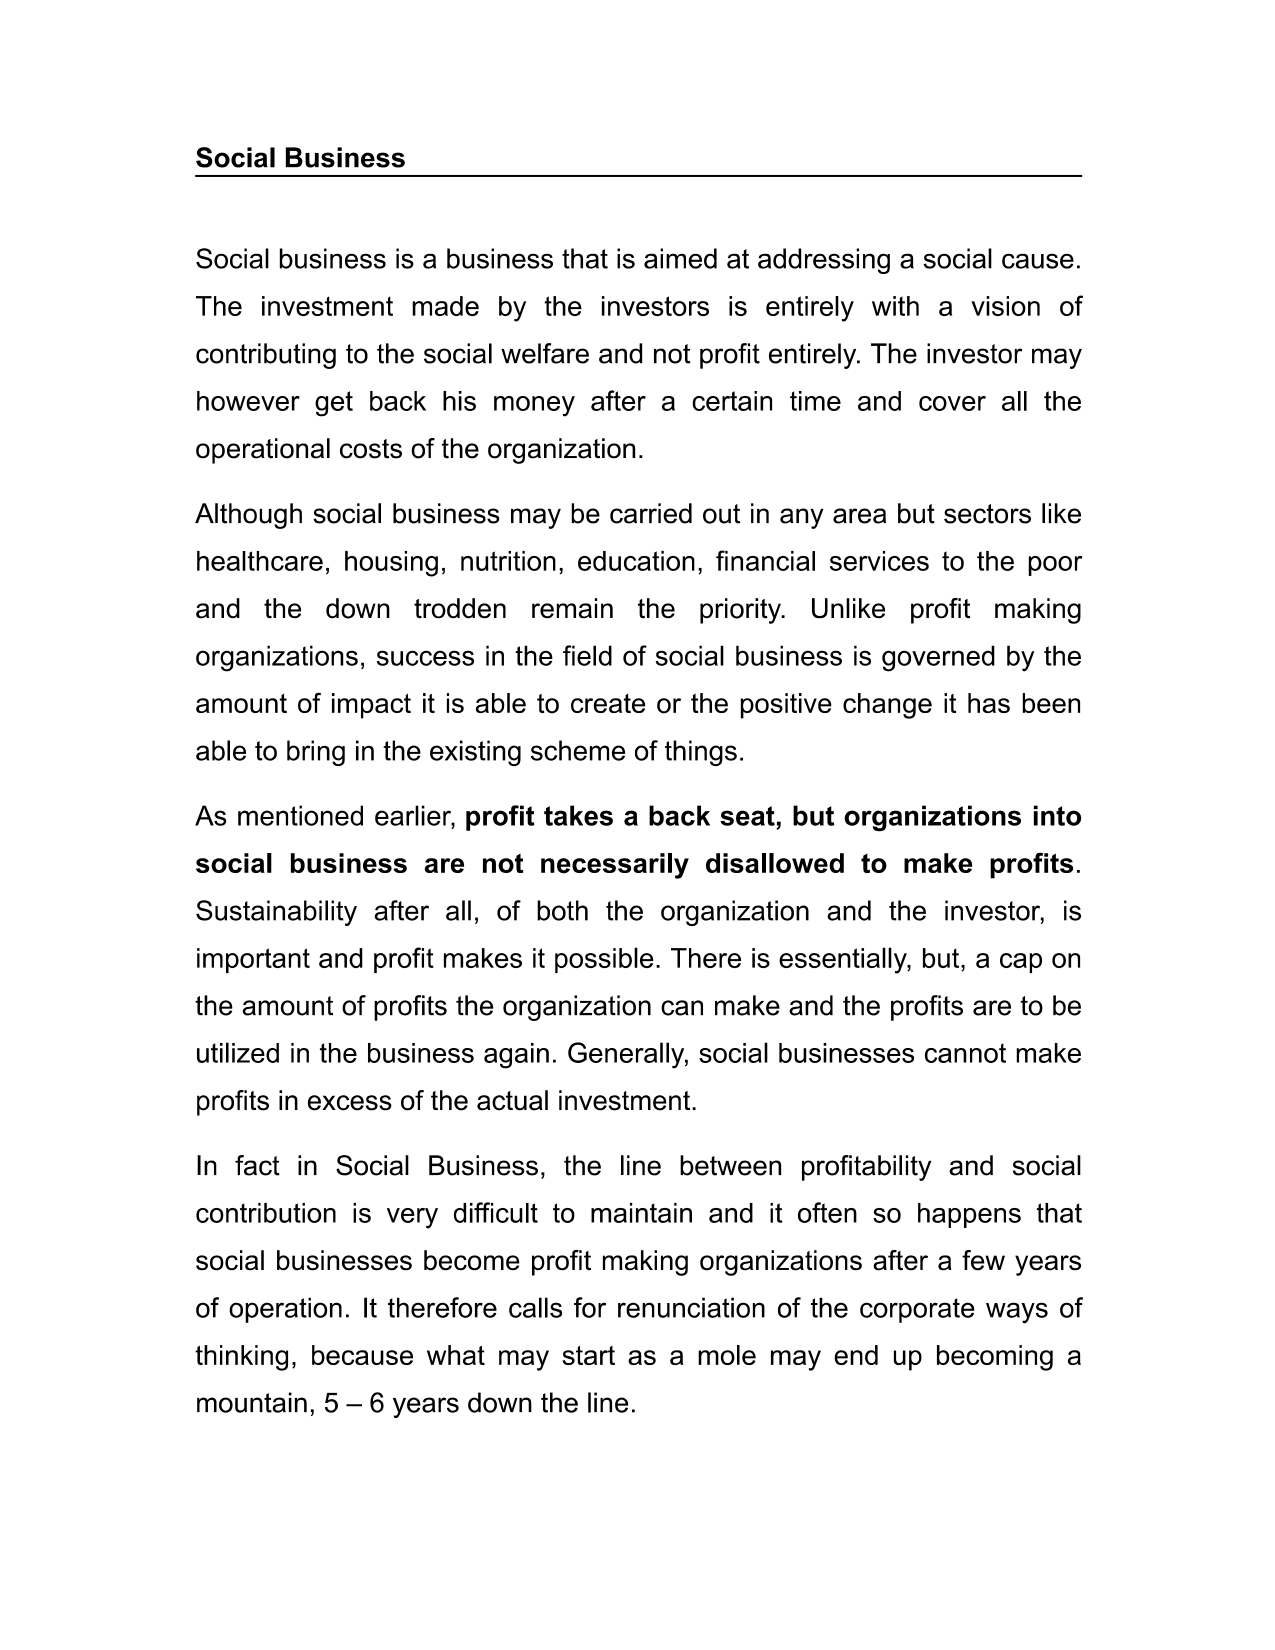 Social Business
Social business is a business that is aimed at addressing a social cause.
The investment made by the investors is entirely with a vision of
contributing to the social welfare and not profit entirely. The investor may
however get back his money after a certain time and cover all the
operational costs of the organization.
Although social business may be carried out in any area but sectors like
healthcare, housing, nutrition, education, financial services to the poor
and the down trodden remain the priority. Unlike profit making
organizations, success in the field of social business is governed by the
amount of impact it is able to create or the positive change it has been
able to bring in the existing scheme of things.
As mentioned earlier, profit takes a back seat, but organizations into
social business are not necessarily disallowed to make profits.
Sustainability after all, of both the organization and the investor, is
important and profit makes it possible. There is essentially, but, a cap on
the amount of profits the organization can make and the profits are to be
utilized in the business again. Generally, social businesses cannot make
profits in excess of the actual investment.
In fact in Social Business, the line between profitability and social
contribution is very difficult to maintain and it often so happens that
social businesses become profit making organizations after a few years
of operation. It therefore calls for renunciation of the corporate ways of
thinking, because what may start as a mole may end up becoming a
mountain, 5 – 6 years down the line.